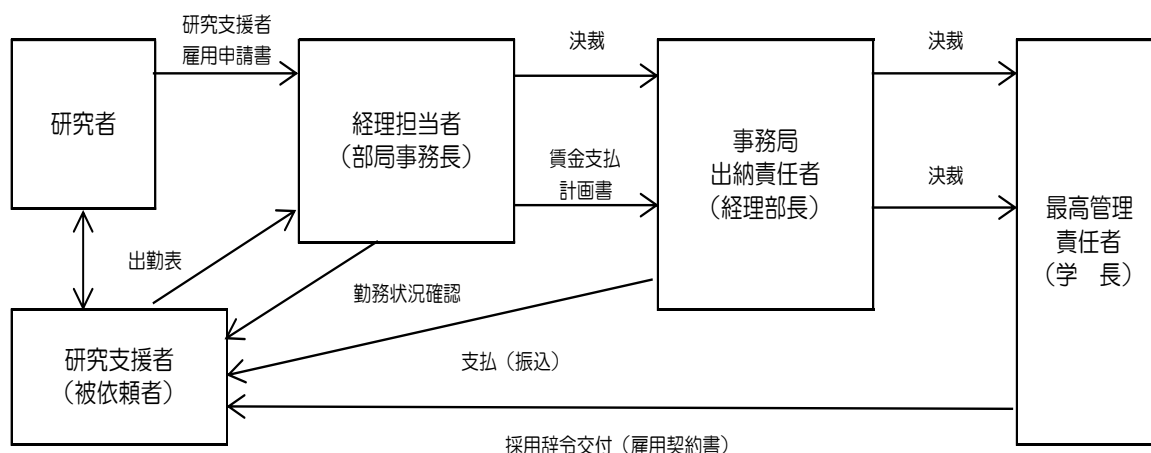 研究支援者
雇用申請書
決裁
決裁
研究者
経理担当者
（部局事務長）
賃金支払
計画書
事務局
出納責任者
（経理部長）
決裁
最高管理
責任者
（学　長）
出勤表
勤務状況確認
研究支援者
（被依頼者）
支払（振込）
採用辞令交付（雇用契約書）